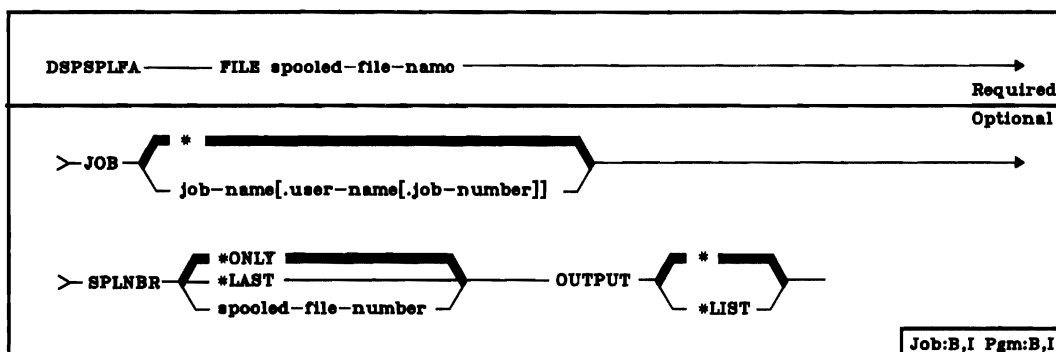 DSPSPLFA FILE spooled-file-namo
Required
Optional
*
JOB
job-name[.user-name[.job-number]]
*ONLY
SPLNBR *LAST OUTPUT
spooled-file-number
*
*LIST
Job:B,I Pgm:B,I